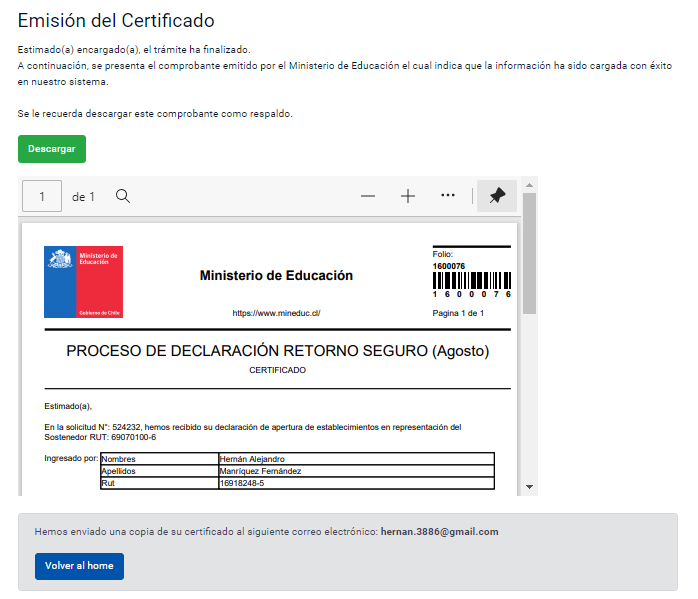 Emisión del Certificado
Estimado(a) encargado(a), el trámite ha finalizado.
A continuación, se presenta el comprobante emitido por el Ministerio de Educación el cual indica que la información ha sido cargada con éxito
en nuestro sistema.
Se le recuerda descargar este comprobante como respaldo.
Descargar
1 de 1
Ministerio de
Educación
Gobierno de Chile
Ministerio de Educación
https://www.mineduc.cl/
Folio:
1600076
1 6 0 0 0 7 6
Pagina 1 de 1
PROCESO DE DECLARACIÓN RETORNO SEGURO (Agosto)
CERTIFICADO
Estimado(a),
En la solicitud N°: 524232, hemos recibido su declaración de apertura de establecimientos en representación del
Sostenedor RUT: 69070100-6
Ingresado por: Nombres Hernán Alejandro
Apellidos Manríquez Fernández
Rut 16918248-5
Hemos enviado una copia de su certificado al siguiente correo electrónico: hernan.3886@gmail.com
Volver al home